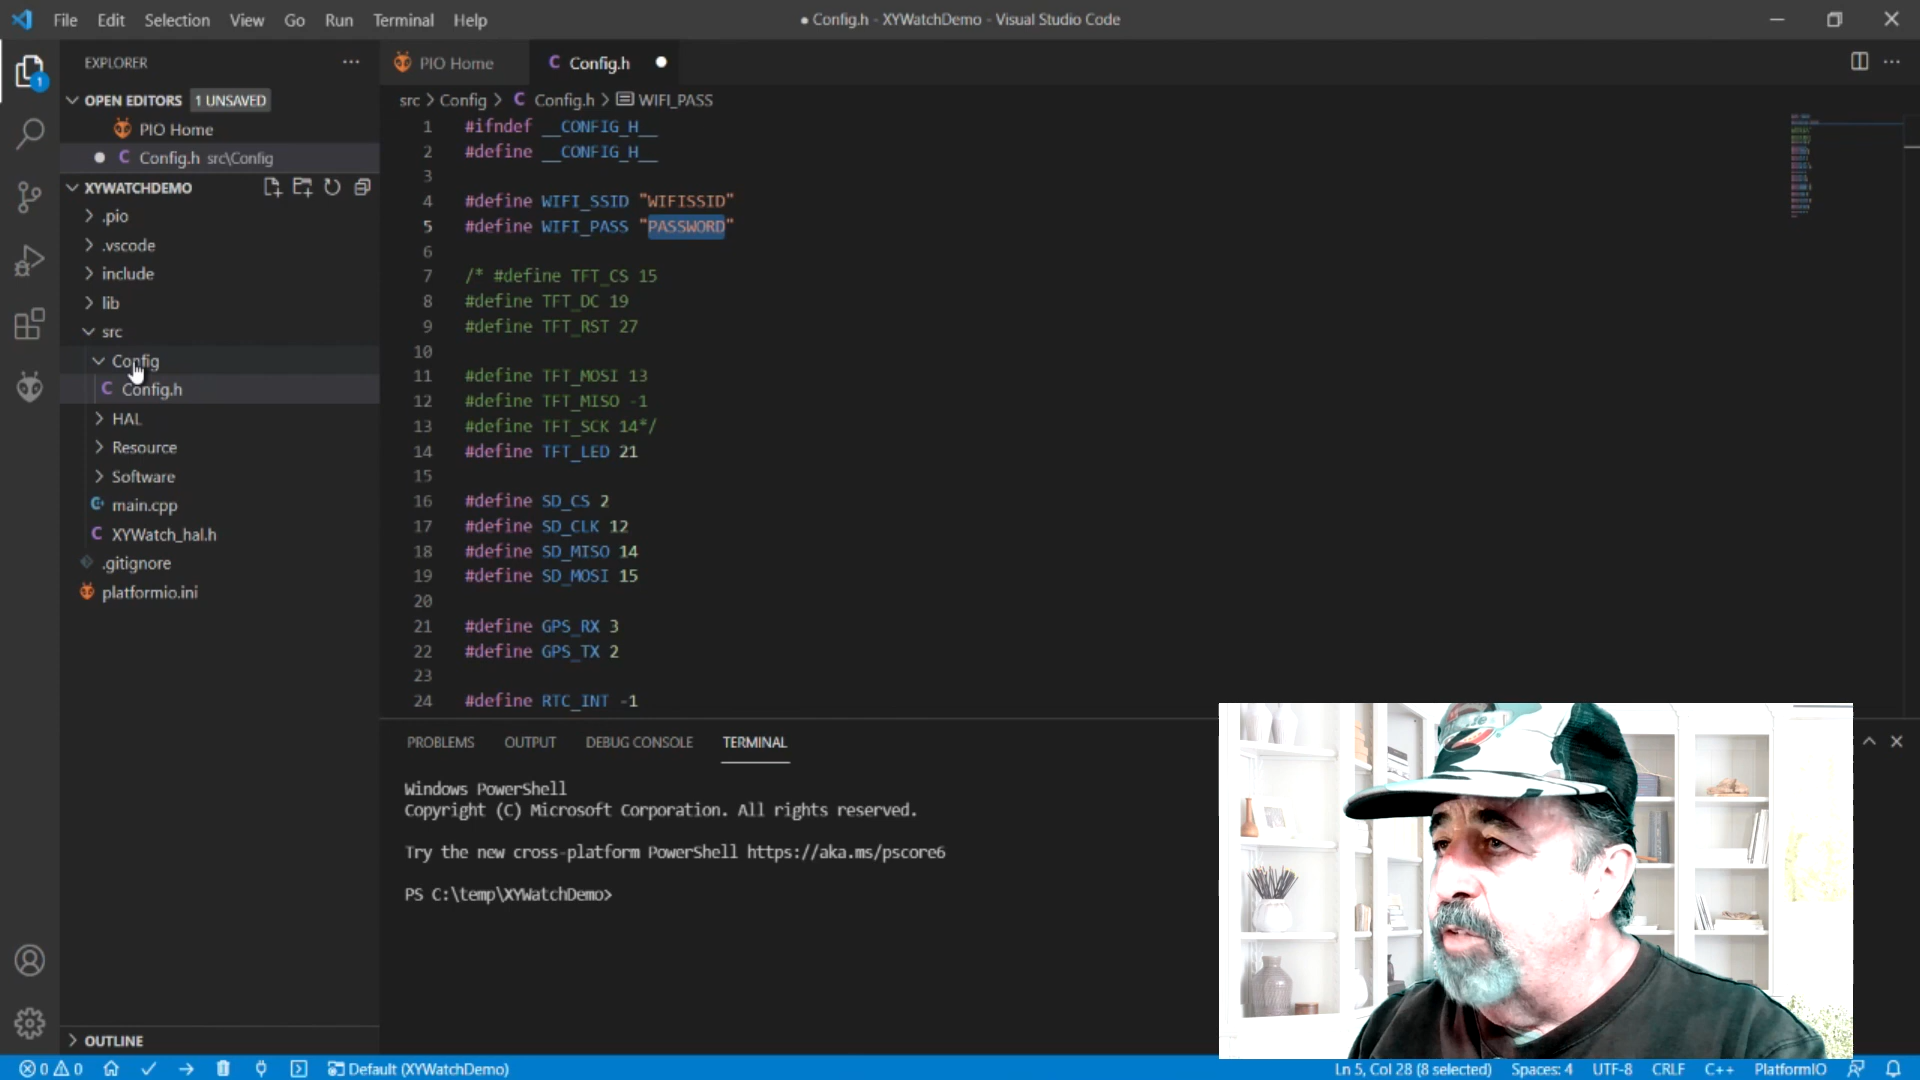 File Edit Selection View Go Run Terminal Help
● Config.h - XYWatchDemo - Visual Studio Code
EXPLORER
OPEN EDITORS 1 UNSAVED
PIO Home
C Config.h src\Config
XYWATCHDEMO
.pio
.vscode
include
lib
src
Config
C Config.h
HAL
Resource
Software
main.cpp
C XYWatch_hal.h
.gitignore
platformio.ini
OUTLINE
1
PIO Home
C Config.h
src > Config > C Config.h > WIFI_PASS
1 #ifndef __CONFIG_H__
2 #define __CONFIG_H__
3
4 #define WIFI_SSID "WIFISSID"
5 #define WIFI_PASS "PASSWORD"
6
7 /* #define TFT_CS 15
8 #define TFT_DC 19
9 #define TFT_RST 27
10
11 #define TFT_MOSI 13
12 #define TFT_MISO -1
13 #define TFT_SCK 14*/
14 #define TFT_LED 21
15
16 #define SD_CS 2
17 #define SD_CLK 12
18 #define SD_MISO 14
19 #define SD_MOSI 15
20
21 #define GPS_RX 3
22 #define GPS_TX 2
23
24 #define RTC_INT -1
PROBLEMS OUTPUT DEBUG CONSOLE TERMINAL
Windows PowerShell
Copyright (C) Microsoft Corporation. All rights reserved.
Try the new cross-platform PowerShell https://aka.ms/pscore6
PS C:\temp\XYWatchDemo>
0 0 Default (XYWatchDemo)
Ln 5, Col 28 (8 selected) Spaces: 4 UTF-8 CRLF C++ PlatformIO